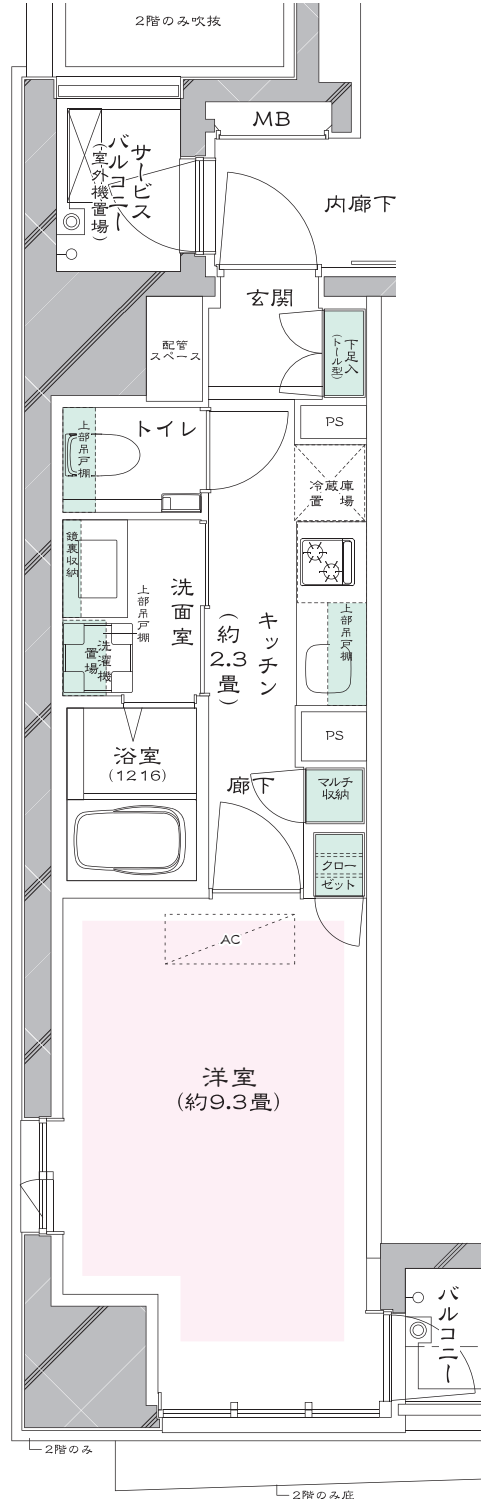 2階のみ吹抜
MB
サービス
バルコニー
(室外機置場)
内廊下
玄関
配管
スペース
下足入
(トール型)
トイレ
上部吊戸棚
PS
冷蔵庫
置場
鏡裏収納
洗面室
上部吊戸棚
洗濯機
置場
キッチン
(約2.3畳)
上部吊戸棚
PS
浴室
(1216)
廊下
マルチ
収納
クロー
ゼット
AC
洋室
(約9.3畳)
バルコニー
2階のみ
2階のみ庇